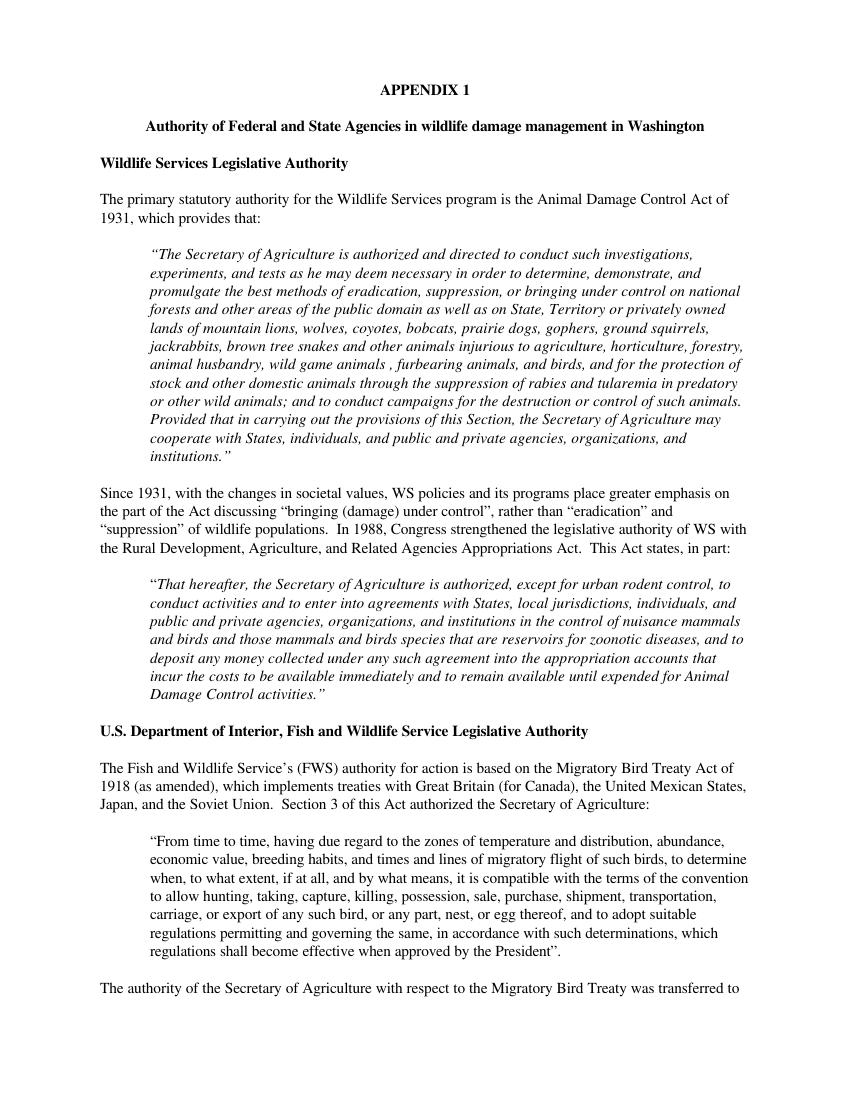 APPENDIX 1
Authority of Federal and State Agencies in wildlife damage management in Washington
Wildlife Services Legislative Authority
The primary statutory authority for the Wildlife Services program is the Animal Damage Control Act of
1931, which provides that:
“The Secretary of Agriculture is authorized and directed to conduct such investigations,
experiments, and tests as he may deem necessary in order to determine, demonstrate, and
promulgate the best methods of eradication, suppression, or bringing under control on national
forests and other areas of the public domain as well as on State, Territory or privately owned
lands of mountain lions, wolves, coyotes, bobcats, prairie dogs, gophers, ground squirrels,
jackrabbits, brown tree snakes and other animals injurious to agriculture, horticulture, forestry,
animal husbandry, wild game animals , furbearing animals, and birds, and for the protection of
stock and other domestic animals through the suppression of rabies and tularemia in predatory
or other wild animals; and to conduct campaigns for the destruction or control of such animals.
Provided that in carrying out the provisions of this Section, the Secretary of Agriculture may
cooperate with States, individuals, and public and private agencies, organizations, and
institutions.”
Since 1931, with the changes in societal values, WS policies and its programs place greater emphasis on
the part of the Act discussing “bringing (damage) under control”, rather than “eradication” and
“suppression” of wildlife populations.  In 1988, Congress strengthened the legislative authority of WS with
the Rural Development, Agriculture, and Related Agencies Appropriations Act.  This Act states, in part:
“That hereafter, the Secretary of Agriculture is authorized, except for urban rodent control, to
conduct activities and to enter into agreements with States, local jurisdictions, individuals, and
public and private agencies, organizations, and institutions in the control of nuisance mammals
and birds and those mammals and birds species that are reservoirs for zoonotic diseases, and to
deposit any money collected under any such agreement into the appropriation accounts that
incur the costs to be available immediately and to remain available until expended for Animal
Damage Control activities.”
U.S. Department of Interior, Fish and Wildlife Service Legislative Authority
The Fish and Wildlife Service’s (FWS) authority for action is based on the Migratory Bird Treaty Act of
1918 (as amended), which implements treaties with Great Britain (for Canada), the United Mexican States,
Japan, and the Soviet Union.  Section 3 of this Act authorized the Secretary of Agriculture:
“From time to time, having due regard to the zones of temperature and distribution, abundance,
economic value, breeding habits, and times and lines of migratory flight of such birds, to determine
when, to what extent, if at all, and by what means, it is compatible with the terms of the convention
to allow hunting, taking, capture, killing, possession, sale, purchase, shipment, transportation,
carriage, or export of any such bird, or any part, nest, or egg thereof, and to adopt suitable
regulations permitting and governing the same, in accordance with such determinations, which
regulations shall become effective when approved by the President”.
The authority of the Secretary of Agriculture with respect to the Migratory Bird Treaty was transferred to